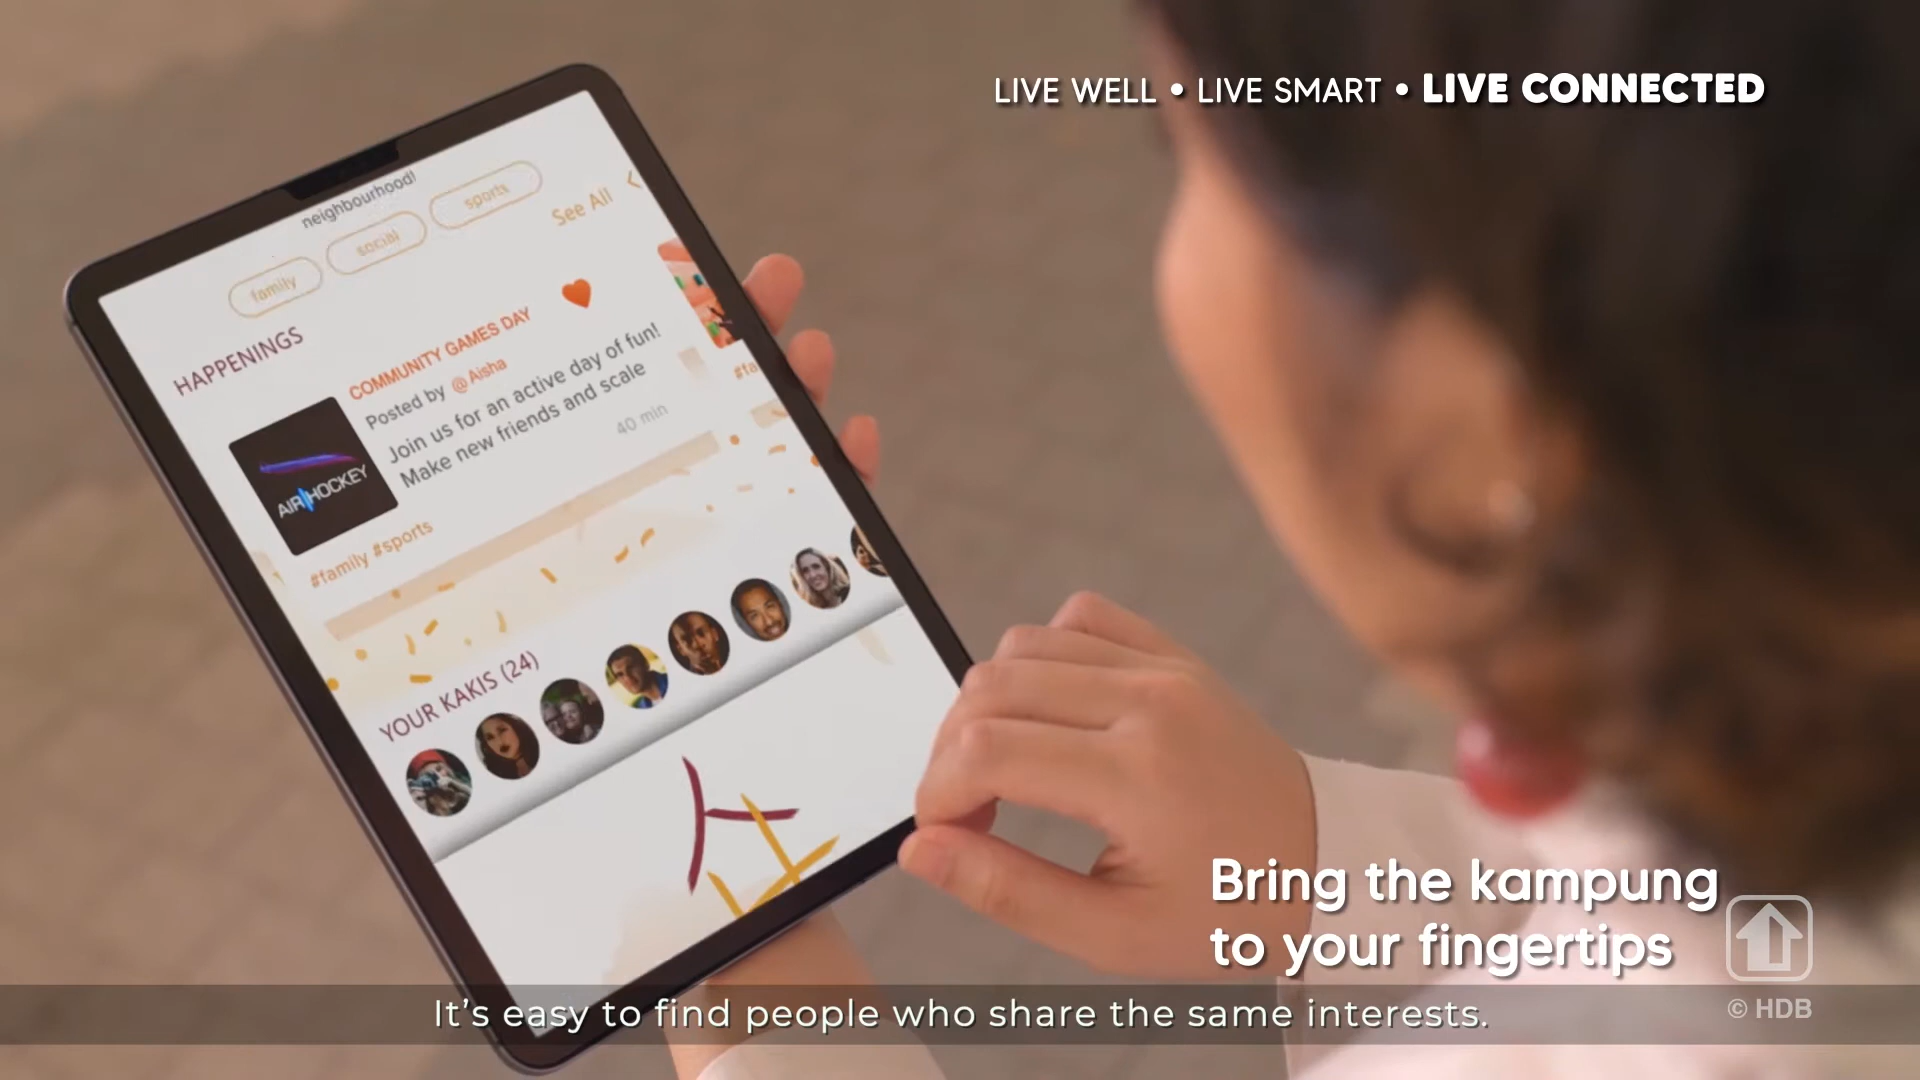 LIVE WELL • LIVE SMART • LIVE CONNECTED
neighbourhood!
family
social
sports
See All
HAPPENINGS
COMMUNITY GAMES DAY
Posted by @Aisha
Join us for an active day of fun!
Make new friends and scale
40 min
AIR HOCKEY
#family #sports
#fa
YOUR KAKIS (24)
Bring the kampung
to your fingertips
It’s easy to find people who share the same interests.
© HDB